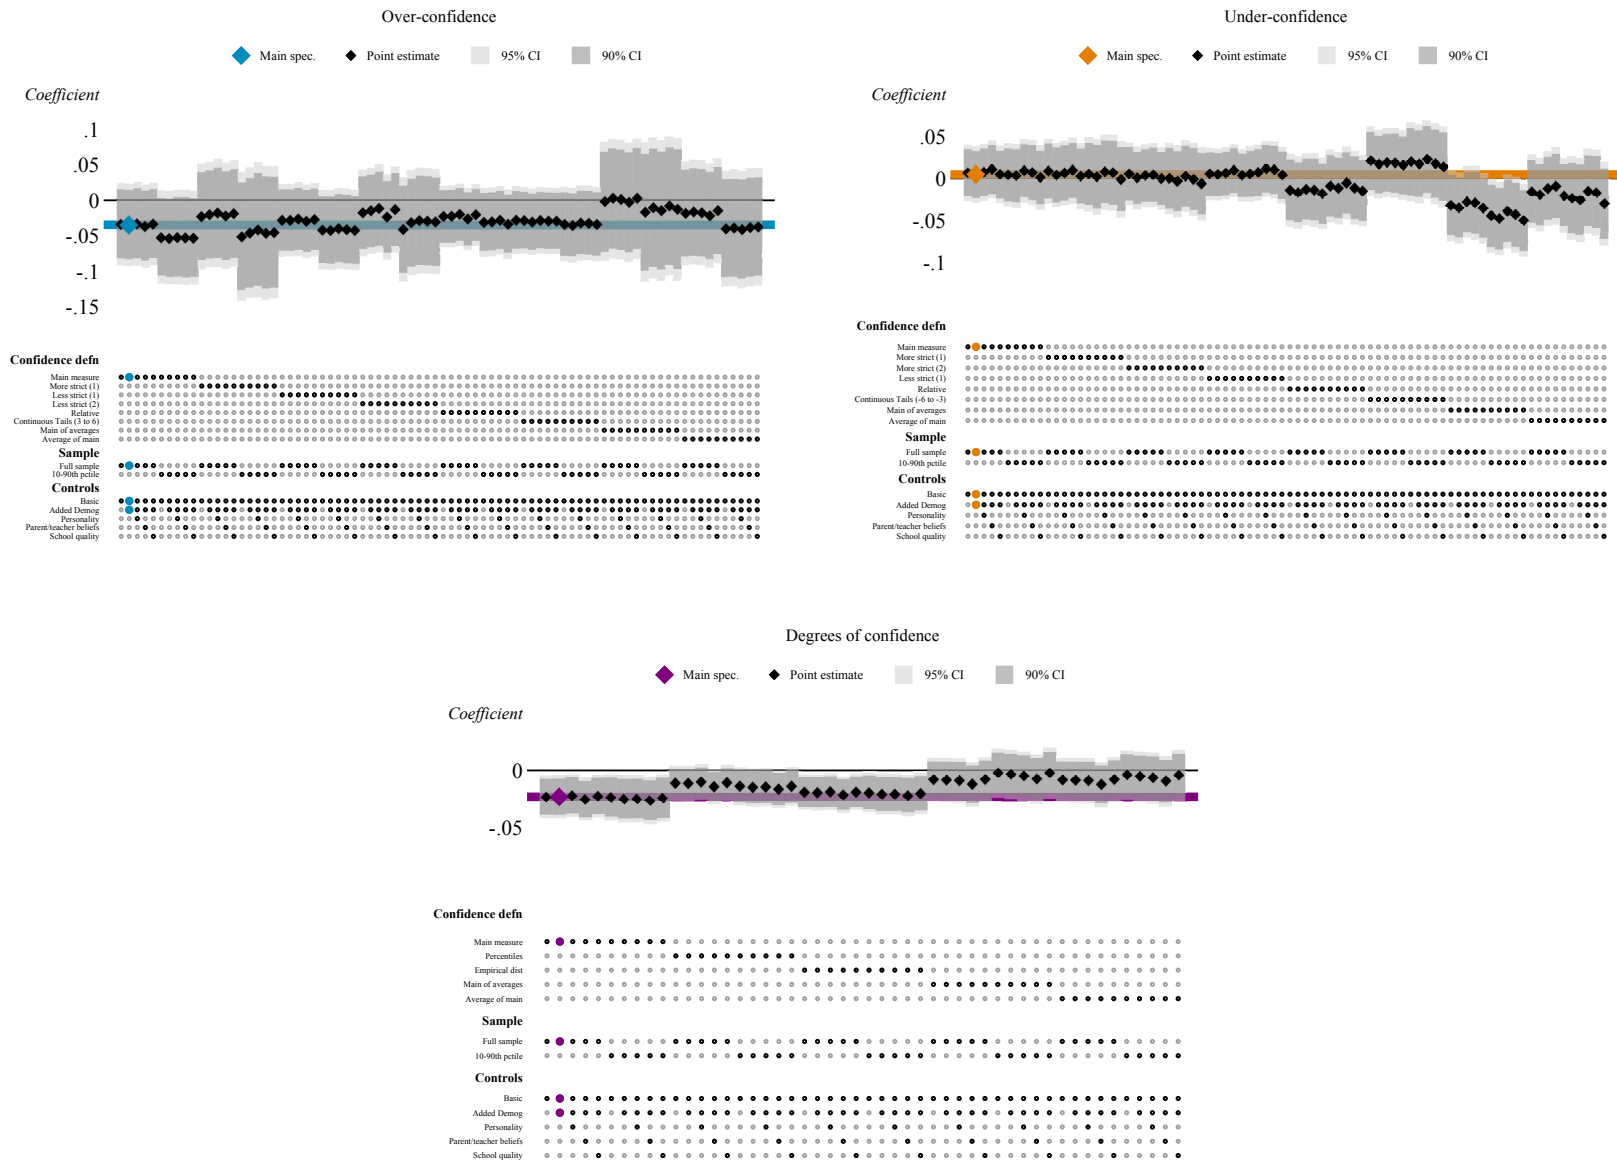 Over-confidence
Main spec. Point estimate 95% CI 90% CI
Coefficient
.1
.05
0
-.05
-.1
-.15
Confidence defn
Main measure
More strict (1)
Less strict (1)
Less strict (2)
Relative
Continuous Tails (3 to 6)
Main of averages
Average of main
Sample
Full sample
10-90th pctile
Controls
Basic
Added Demog
Personality
Parent/teacher beliefs
School quality
Under-confidence
Main spec. Point estimate 95% CI 90% CI
Coefficient
.05
0
-.05
-.1
Confidence defn
Main measure
More strict (1)
More strict (2)
Less strict (1)
Relative
Continuous Tails (-6 to -3)
Main of averages
Average of main
Sample
Full sample
10-90th pctile
Controls
Basic
Added Demog
Personality
Parent/teacher beliefs
School quality
Degrees of confidence
Main spec. Point estimate 95% CI 90% CI
Coefficient
0
-.05
Confidence defn
Main measure
Percentiles
Empirical dist
Main of averages
Average of main
Sample
Full sample
10-90th pctile
Controls
Basic
Added Demog
Personality
Parent/teacher beliefs
School quality